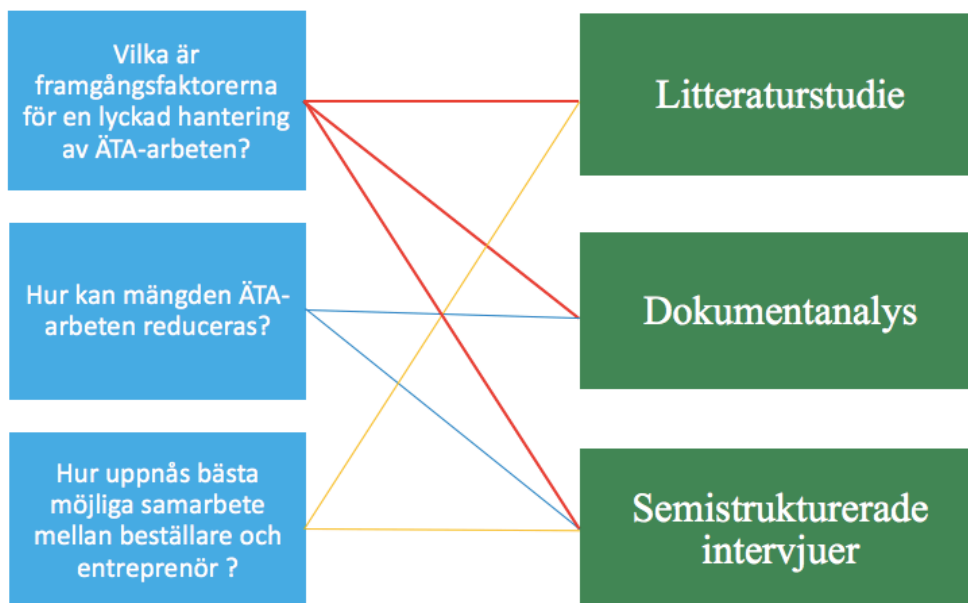 Vilka är
framgångsfaktorerna
för en lyckad hantering
av ÄTA-arbeten?
Litteraturstudie
Hur kan mängden ÄTA-
arbeten reduceras?
Dokumentanalys
Hur uppnås bästa
möjliga samarbete
mellan beställare och
entreprenör ?
Semistrukturerade
intervjuer